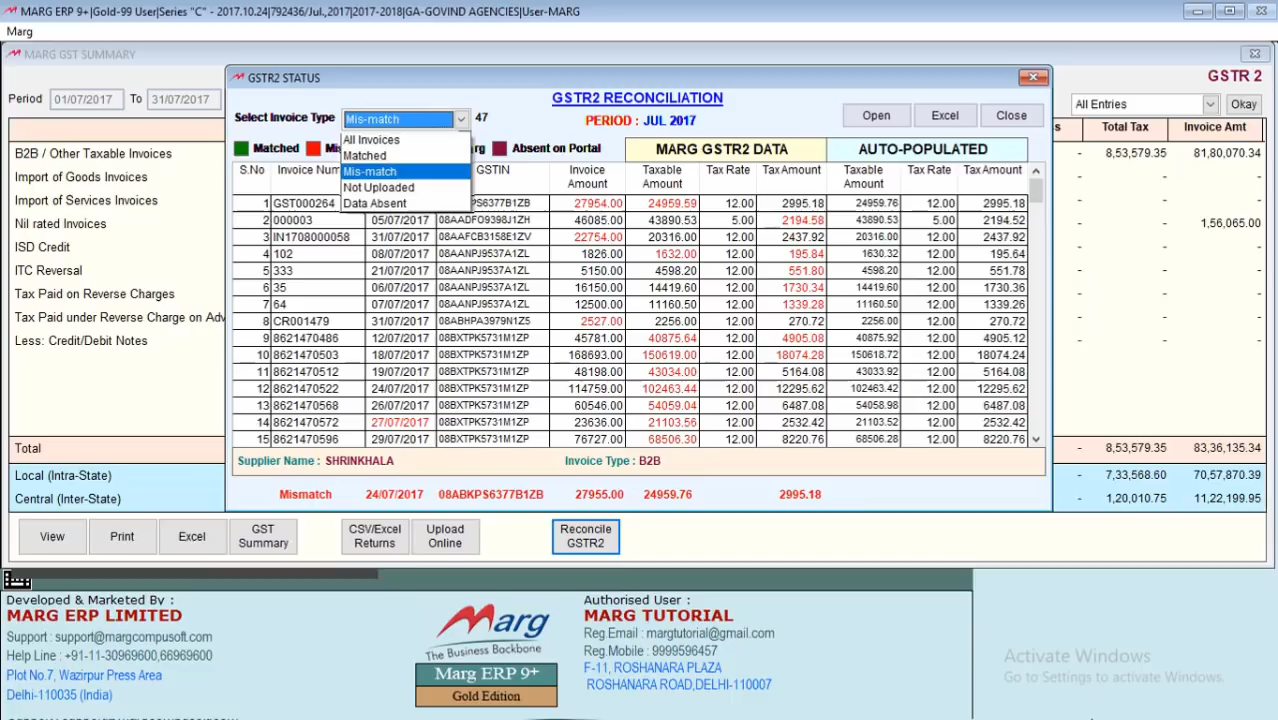 MARG ERP 9+|Gold-99 User|Series "C" - 2017.10.24|792436/Jul.,2017|2017-2018|GA-GOVIND AGENCIES|User-MARG
Marg
MARG GST SUMMARY
GSTR 2
Period 01/07/2017 To 31/07/2017
All Entries Okay
s Total Tax Invoice Amt
B2B / Other Taxable Invoices - 8,53,579.35 81,80,070.34
Import of Goods Invoices - - -
Import of Services Invoices - - -
Nil rated Invoices - - 1,56,065.00
ISD Credit - - -
ITC Reversal - - -
Tax Paid on Reverse Charges - - -
Tax Paid under Reverse Charge on Adv - - -
Less: Credit/Debit Notes - - -
Total - 8,53,579.35 83,36,135.34
Local (Intra-State) - 7,33,568.60 70,57,870.39
Central (Inter-State) - 1,20,010.75 11,22,199.95
GSTR2 STATUS
Select Invoice Type Mis-match 47
GSTR2 RECONCILIATION
PERIOD : JUL 2017
Open Excel Close
All Invoices
Matched
Mis-match
Not Uploaded
Data Absent
Matched Mis rg Absent on Portal
MARG GSTR2 DATA AUTO-POPULATED
S.No Invoice Num GSTIN Invoice Amount Taxable Amount Tax Rate Tax Amount Taxable Amount Tax Rate Tax Amount
1 GST000264 PS6377B1ZB 27954.00 24959.59 12.00 2995.18 24959.76 12.00 2995.18
2 000003 05/07/2017 08AADFO9398J1ZH 46085.00 43890.53 5.00 2194.58 43890.53 5.00 2194.52
3 IN1708000058 31/07/2017 08AAFCB3158E1ZV 22754.00 20316.00 12.00 2437.92 20316.00 12.00 2437.92
4 102 08/07/2017 08AANPJ9537A1ZL 1826.00 1632.00 12.00 195.84 1630.32 12.00 195.64
5 333 21/07/2017 08AANPJ9537A1ZL 5150.00 4598.20 12.00 551.80 4598.20 12.00 551.78
6 35 06/07/2017 08AANPJ9537A1ZL 16150.00 14419.60 12.00 1730.34 14419.60 12.00 1730.36
7 64 07/07/2017 08AANPJ9537A1ZL 12500.00 11160.50 12.00 1339.28 11160.50 12.00 1339.26
8 CR001479 31/07/2017 08ABHPA3979N1Z5 2527.00 2256.00 12.00 270.72 2256.00 12.00 270.72
9 8621470486 12/07/2017 08BXTPK5731M1ZP 45781.00 40875.64 12.00 4905.08 40875.92 12.00 4905.12
10 8621470503 18/07/2017 08BXTPK5731M1ZP 168693.00 150619.00 12.00 18074.28 150618.72 12.00 18074.24
11 8621470512 19/07/2017 08BXTPK5731M1ZP 48198.00 43034.00 12.00 5164.08 43033.92 12.00 5164.08
12 8621470522 24/07/2017 08BXTPK5731M1ZP 114759.00 102463.44 12.00 12295.62 102463.42 12.00 12295.62
13 8621470568 26/07/2017 08BXTPK5731M1ZP 60546.00 54059.04 12.00 6487.08 54058.98 12.00 6487.08
14 8621470572 27/07/2017 08BXTPK5731M1ZP 23636.00 21103.56 12.00 2532.42 21103.52 12.00 2532.42
15 8621470596 29/07/2017 08BXTPK5731M1ZP 76727.00 68506.30 12.00 8220.76 68506.28 12.00 8220.76
Supplier Name : SHRINKHALA Invoice Type : B2B
Mismatch 24/07/2017 08ABKPS6377B1ZB 27955.00 24959.76 2995.18
View Print Excel GST Summary CSV/Excel Returns Upload Online Reconcile GSTR2
Developed & Marketed By :
MARG ERP LIMITED
Support : support@margcompusoft.com
Help Line : +91-11-30969600,66969600
Plot No.7, Wazirpur Press Area
Delhi-110035 (India)
Marg
The Business Backbone
Marg ERP 9+
Gold Edition
Authorised User :
MARG TUTORIAL
Reg.Email : margtutorial@gmail.com
Reg.Mobile : 9999596457
F-11, ROSHANARA PLAZA
ROSHANARA ROAD,DELHI-110007
Activate Windows
Go to Settings to activate Windows.